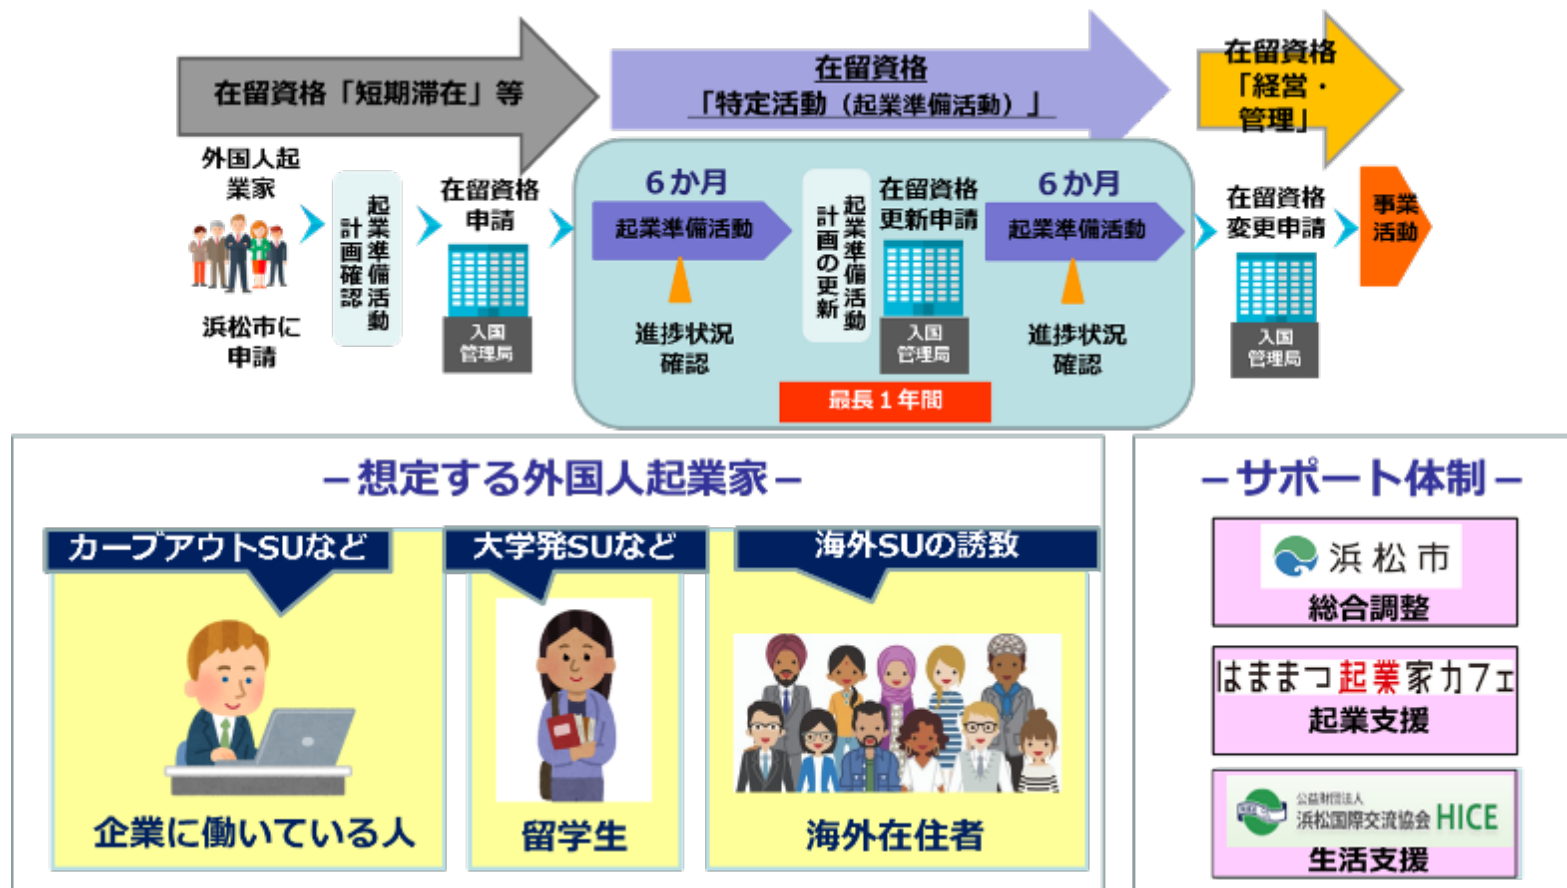 在留資格「短期滞在」等
在留資格
「特定活動（起業準備活動）」
在留資格
「経営・
管理」
外国人起
業家
浜松市に
申請
起業準備活動
計画確認
在留資格
申請
入国
管理局
６か月
起業準備活動
進捗状況
確認
起業準備活動
計画の更新
在留資格
更新申請
入国
管理局
６か月
起業準備活動
進捗状況
確認
最長１年間
在留資格
変更申請
入国
管理局
事業
活動
－想定する外国人起業家－
カーブアウトSUなど
企業に働いている人
大学発SUなど
留学生
海外SUの誘致
海外在住者
－サポート体制－
浜松市
総合調整
はままつ起業家カフェ
起業支援
公益財団法人
浜松国際交流協会 HICE
生活支援